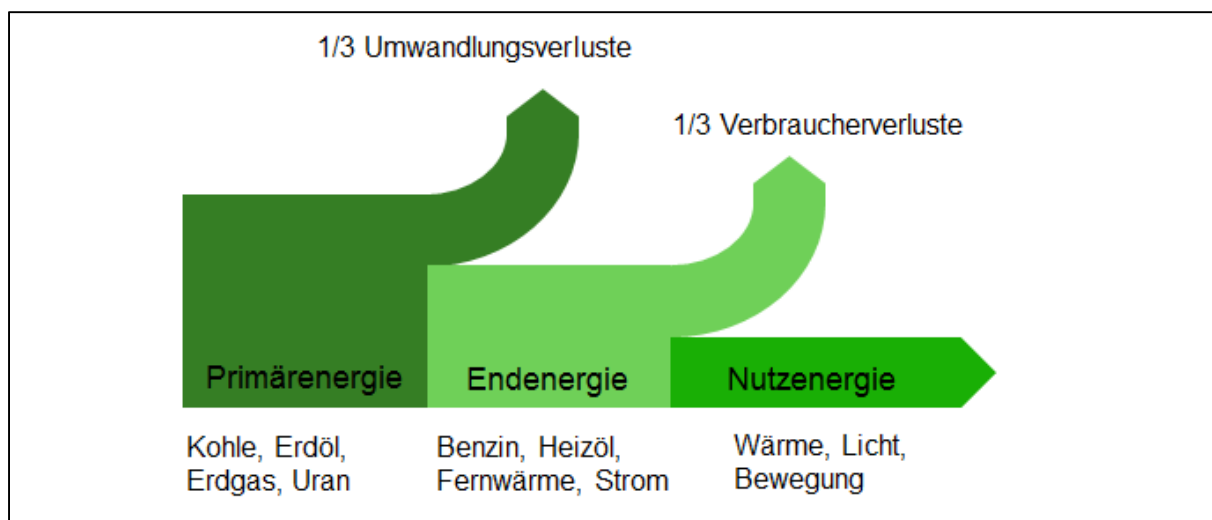 1/3 Umwandlungsverluste
1/3 Verbraucherverluste
Primärenergie
Endenergie
Nutzenergie
Kohle, Erdöl,
Erdgas, Uran
Benzin, Heizöl,
Fernwärme, Strom
Wärme, Licht,
Bewegung